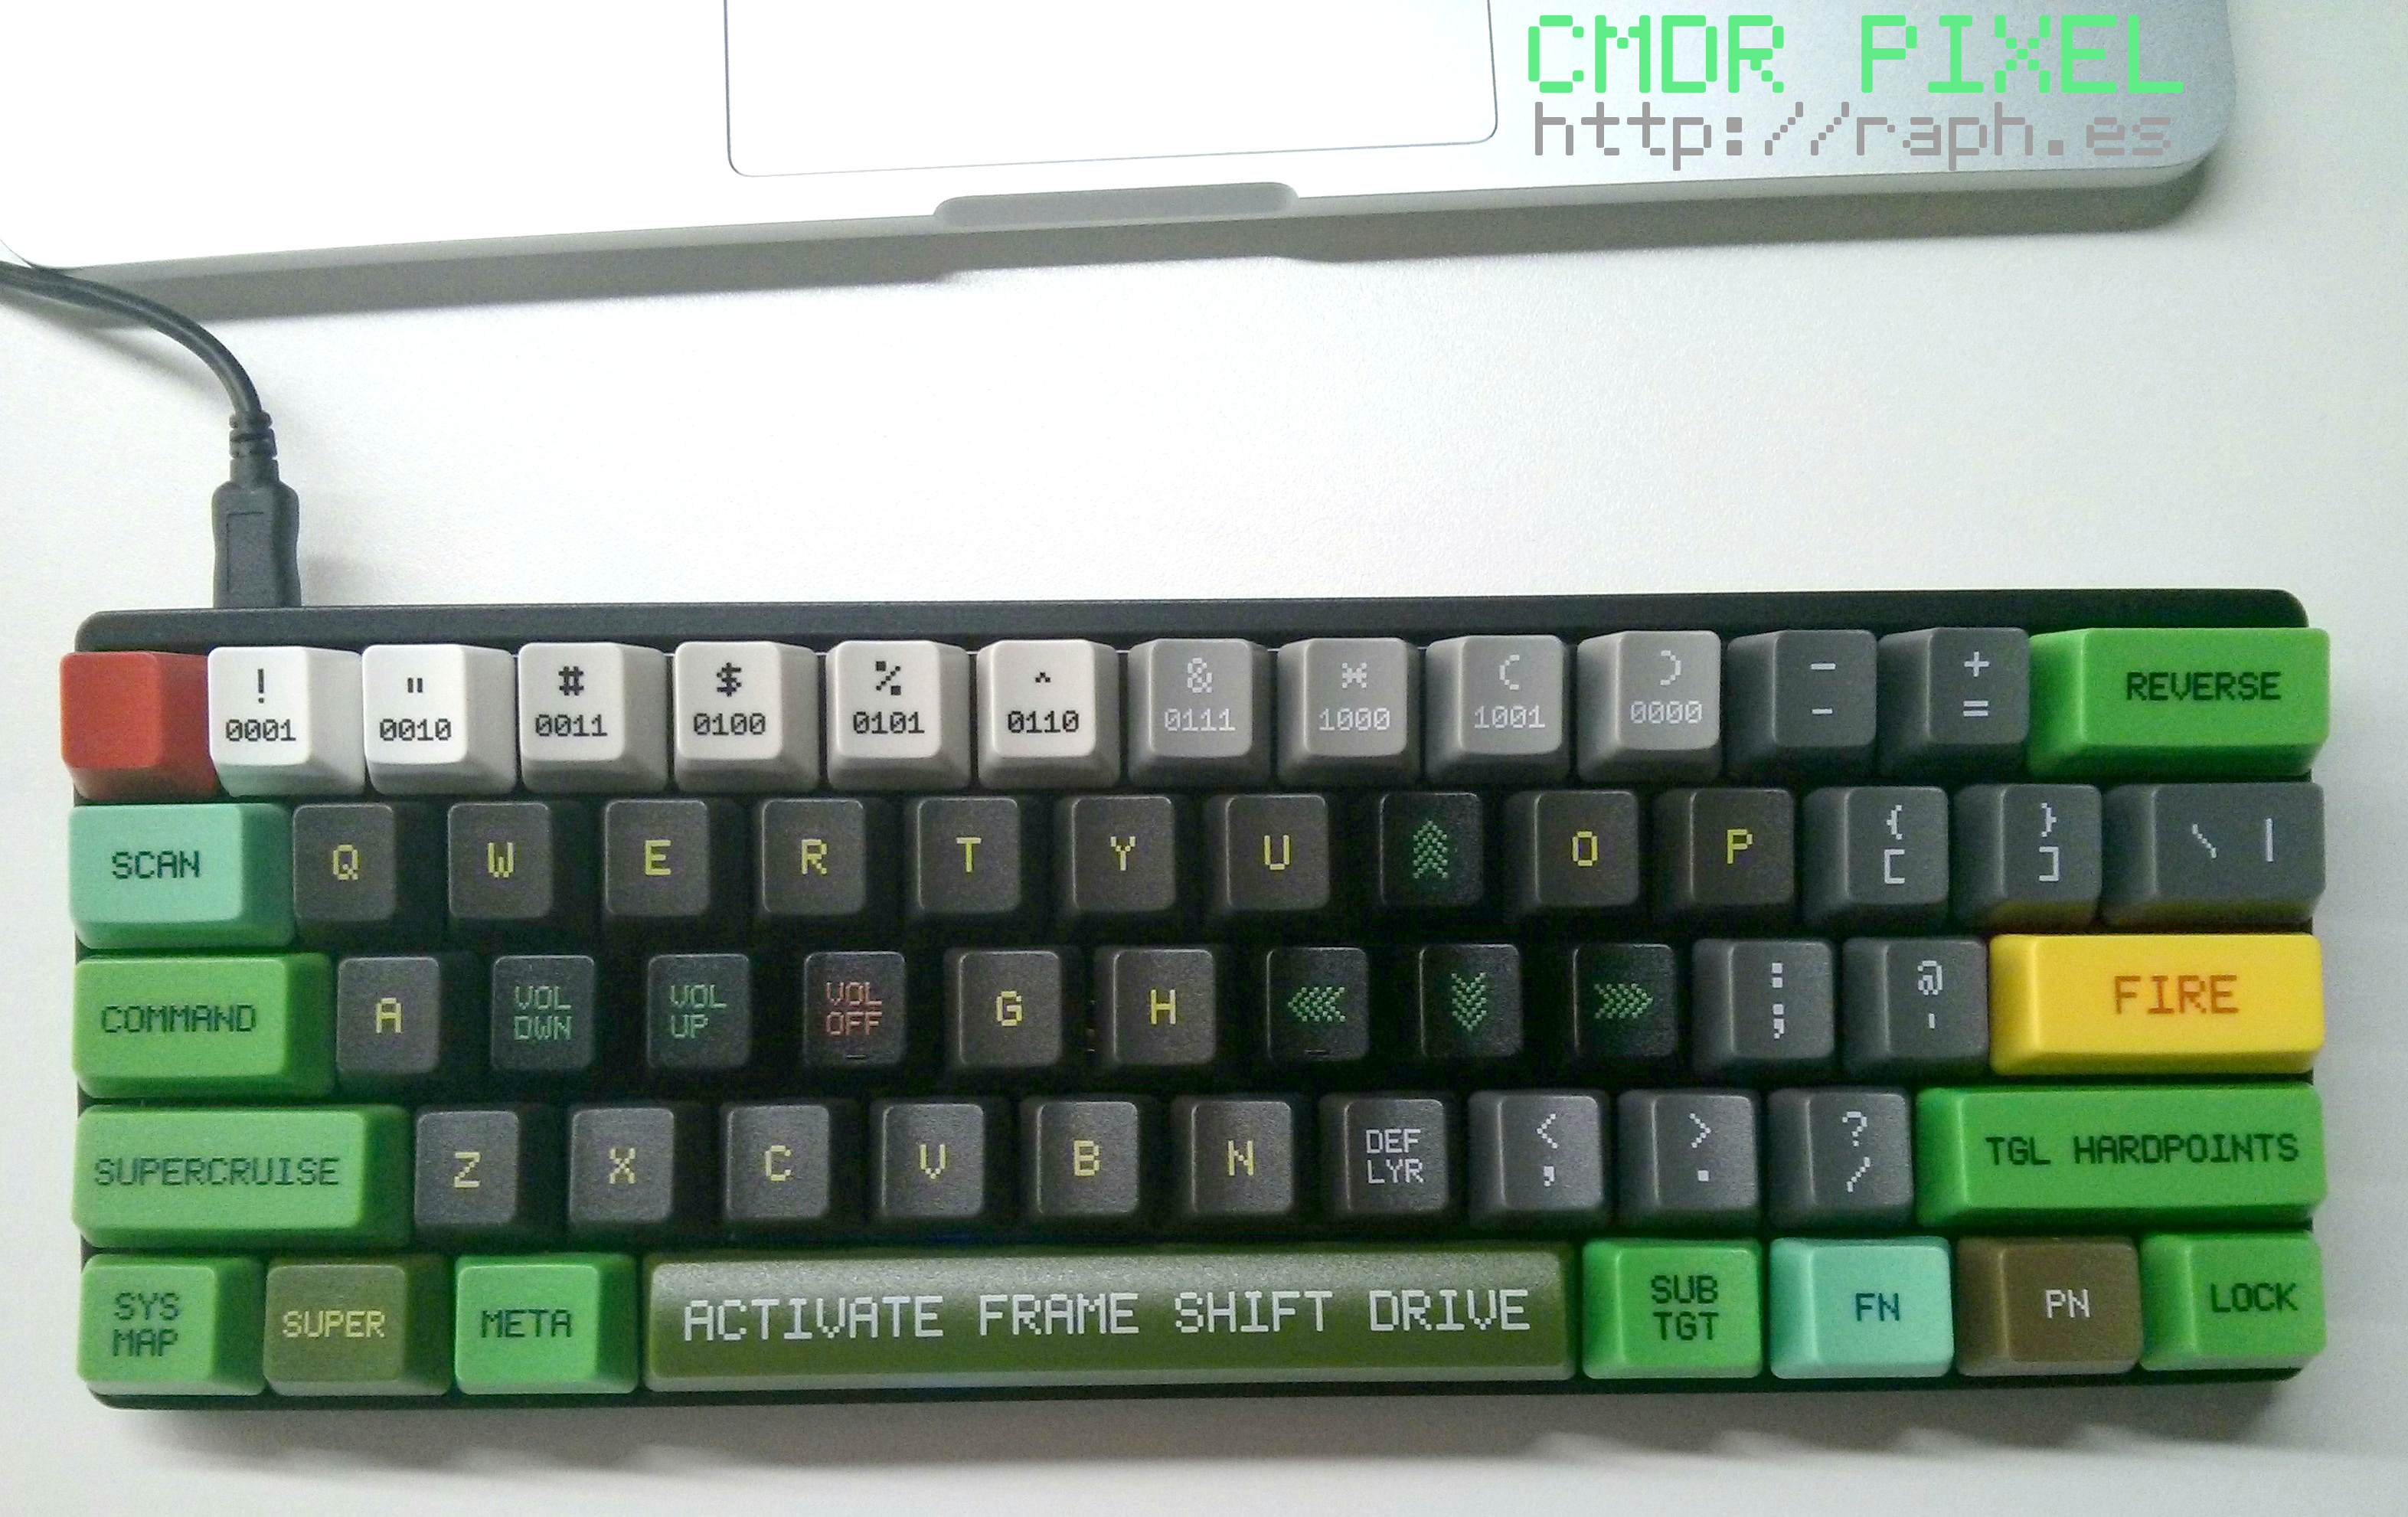 CMDR PIXEL
http://raph.es
! " # $ % ^ & * ( ) — +
0001 0010 0011 0100 0101 0110 0111 1000 1001 0000 - = REVERSE
SCAN Q W E R T Y U O P { [ } ] \ |
COMMAND A VOL DWN VOL UP VOL OFF G H : ; @ ' FIRE
SUPERCRUISE Z X C V B N DEF LYR < , > . ? / TGL HARDPOINTS
SYS MAP SUPER META ACTIVATE FRAME SHIFT DRIVE SUB TGT FN PN LOCK